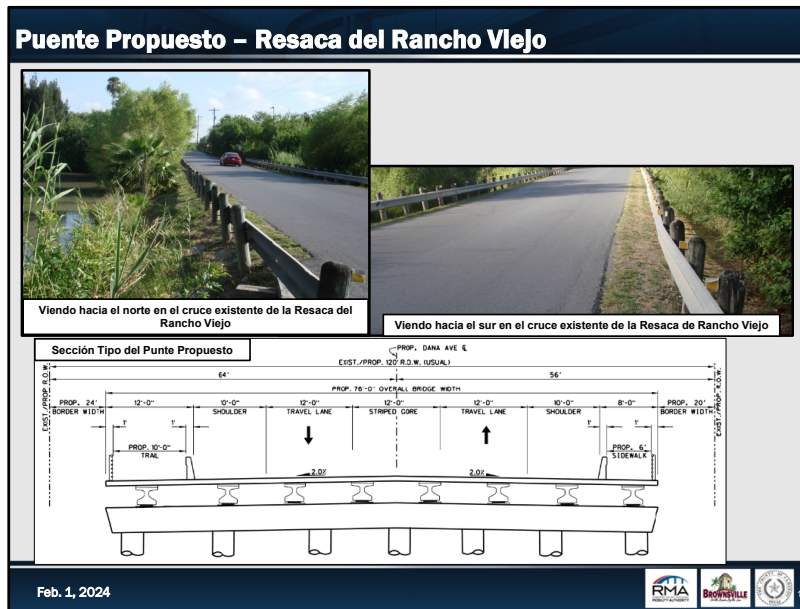 Puente Propuesto – Resaca del Rancho Viejo
Viendo hacia el norte en el cruce existente de la Resaca del
Rancho Viejo
Viendo hacia el sur en el cruce existente de la Resaca de Rancho Viejo
Sección Tipo del Punte Propuesto
PROP. DANA AVE ℄
EXIST./PROP. 120' R.O.W. (USUAL)
EXIST./PROP R.O.W.
64'
56'
EXIST./PROP R.O.W.
PROP. 76'-0" OVERALL BRIDGE WIDTH
PROP. 24' 12'-0" 10'-0" 12'-0" 12'-0" 12'-0" 10'-0" 8'-0" PROP. 20'
BORDER WIDTH SHOULDER TRAVEL LANE STRIPED GORE TRAVEL LANE SHOULDER BORDER WIDTH
1' 1' 1' 1'
PROP. 10'-0" PROP. 6'
TRAIL SIDEWALK
2.0% 2.0%
Feb. 1, 2024
RMA
MOBILITY AUTHORITY
BROWNSVILLE